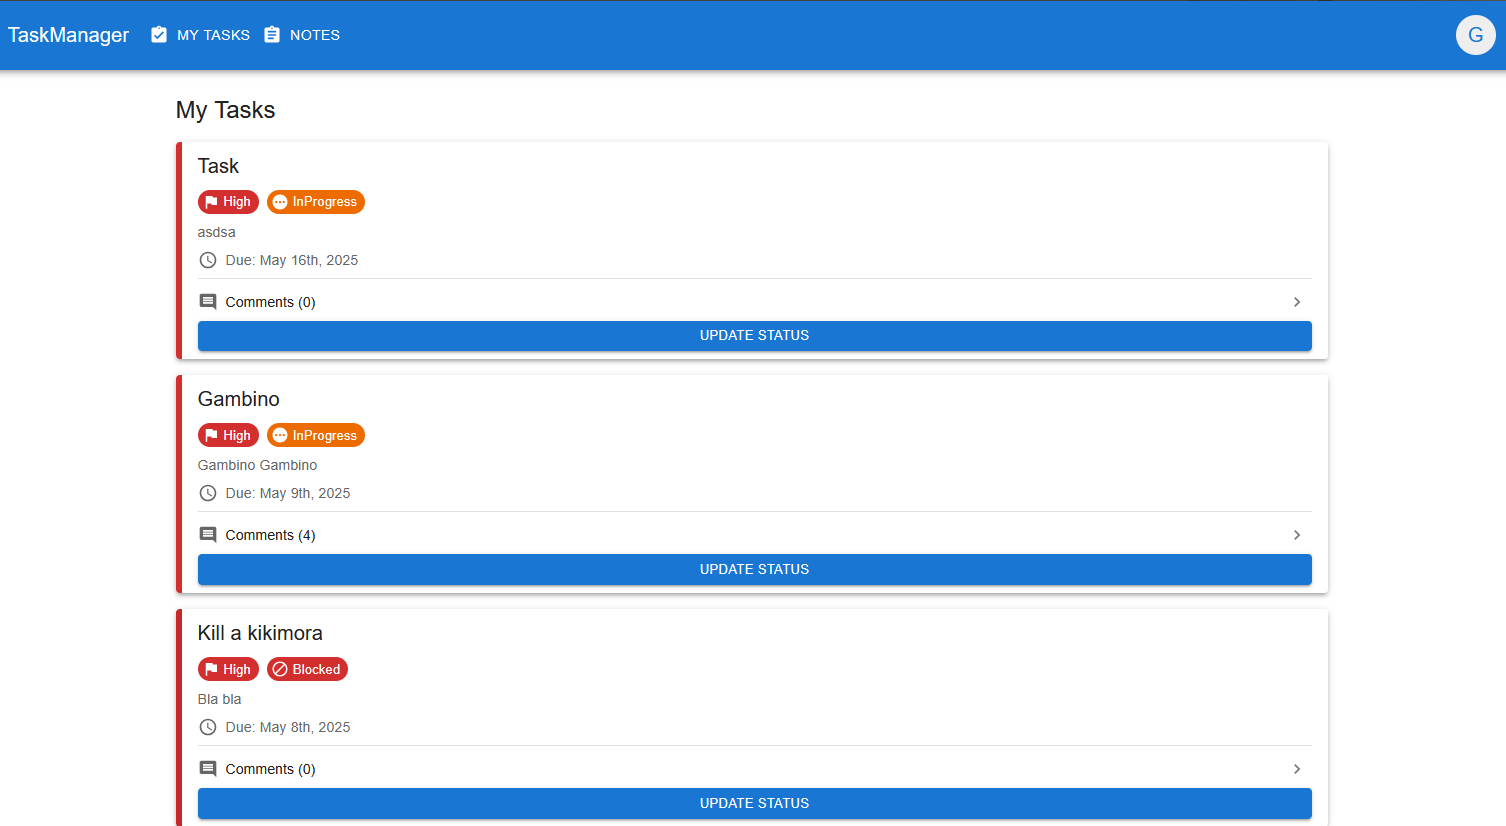 TaskManager MY TASKS NOTES G
My Tasks
Task
High InProgress
asdsa
Due: May 16th, 2025
Comments (0)
UPDATE STATUS
Gambino
High InProgress
Gambino Gambino
Due: May 9th, 2025
Comments (4)
UPDATE STATUS
Kill a kikimora
High Blocked
Bla bla
Due: May 8th, 2025
Comments (0)
UPDATE STATUS